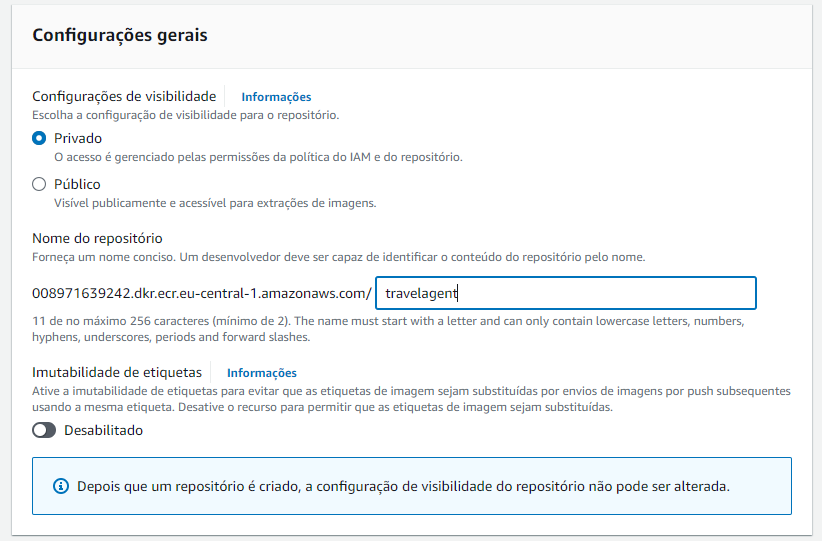 Configurações gerais
Configurações de visibilidade Informações
Escolha a configuração de visibilidade para o repositório.
Privado
O acesso é gerenciado pelas permissões da política do IAM e do repositório.
Público
Visível publicamente e acessível para extrações de imagens.
Nome do repositório
Forneça um nome conciso. Um desenvolvedor deve ser capaz de identificar o conteúdo do repositório pelo nome.
008971639242.dkr.ecr.eu-central-1.amazonaws.com/ travelagent
11 de no máximo 256 caracteres (mínimo de 2). The name must start with a letter and can only contain lowercase letters, numbers,
hyphens, underscores, periods and forward slashes.
Imutabilidade de etiquetas Informações
Ative a imutabilidade de etiquetas para evitar que as etiquetas de imagem sejam substituídas por envios de imagens por push subsequentes
usando a mesma etiqueta. Desative o recurso para permitir que as etiquetas de imagem sejam substituídas.
Desabilitado
Depois que um repositório é criado, a configuração de visibilidade do repositório não pode ser alterada.